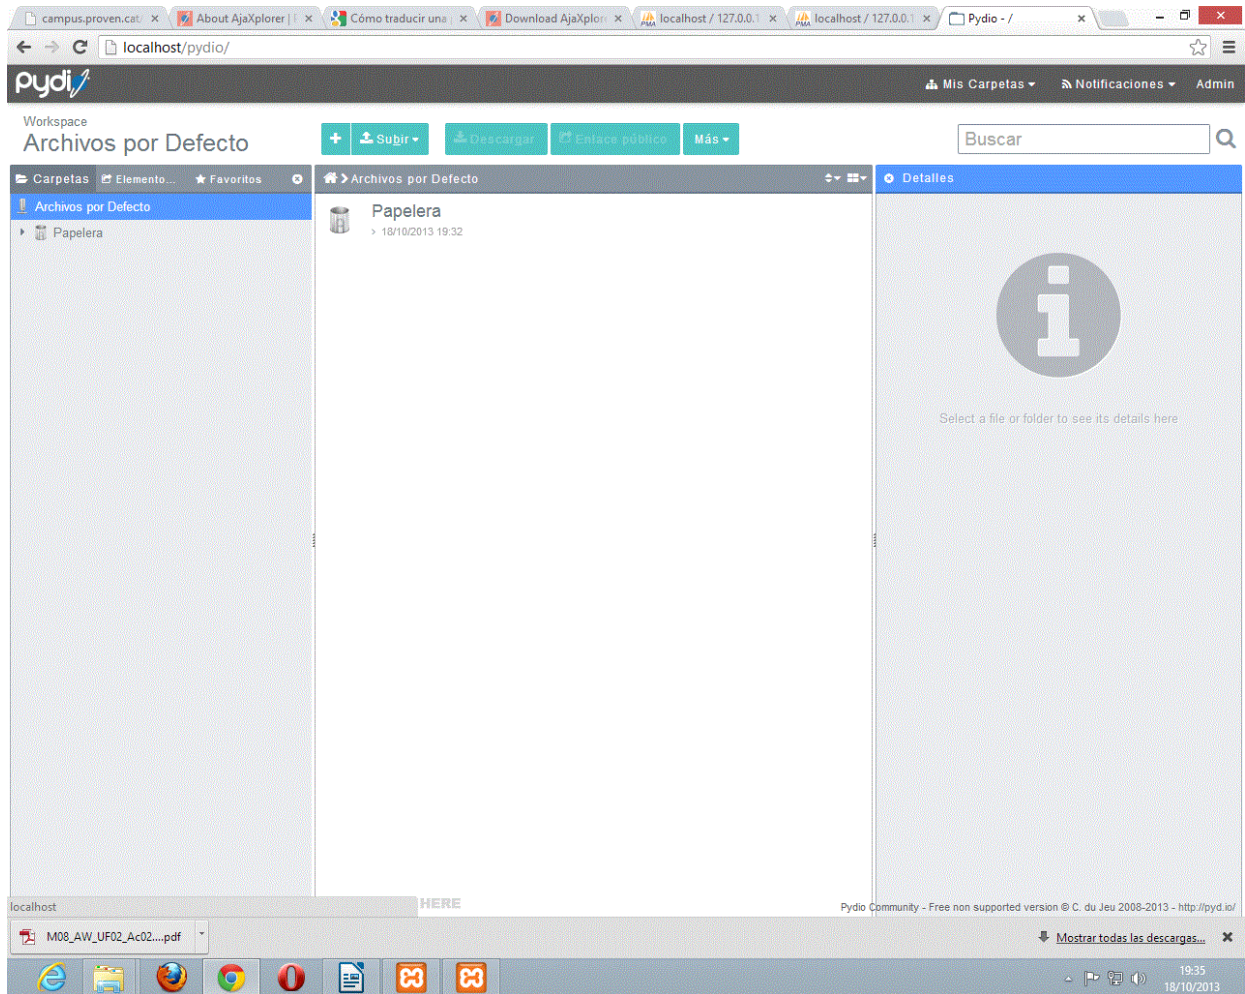 campus.proven.cat/
About AjaXplorer |
Cómo traducir una
Download AjaXplor
localhost / 127.0.0.1
localhost / 127.0.0.1
Pydio - /
localhost/pydio/
pydio
Mis Carpetas
Notificaciones
Admin
Workspace
Archivos por Defecto
Subir
Descargar
Enlace público
Más
Buscar
Carpetas
Elemento...
Favoritos
Archivos por Defecto
Detalles
Archivos por Defecto
Papelera
Papelera
18/10/2013 19:32
Select a file or folder to see its details here
localhost
HERE
Pydio Community - Free non supported version © C. du Jeu 2008-2013 - http://pyd.io/
M08_AW_UF02_Ac02....pdf
Mostrar todas las descargas...
19:35
18/10/2013